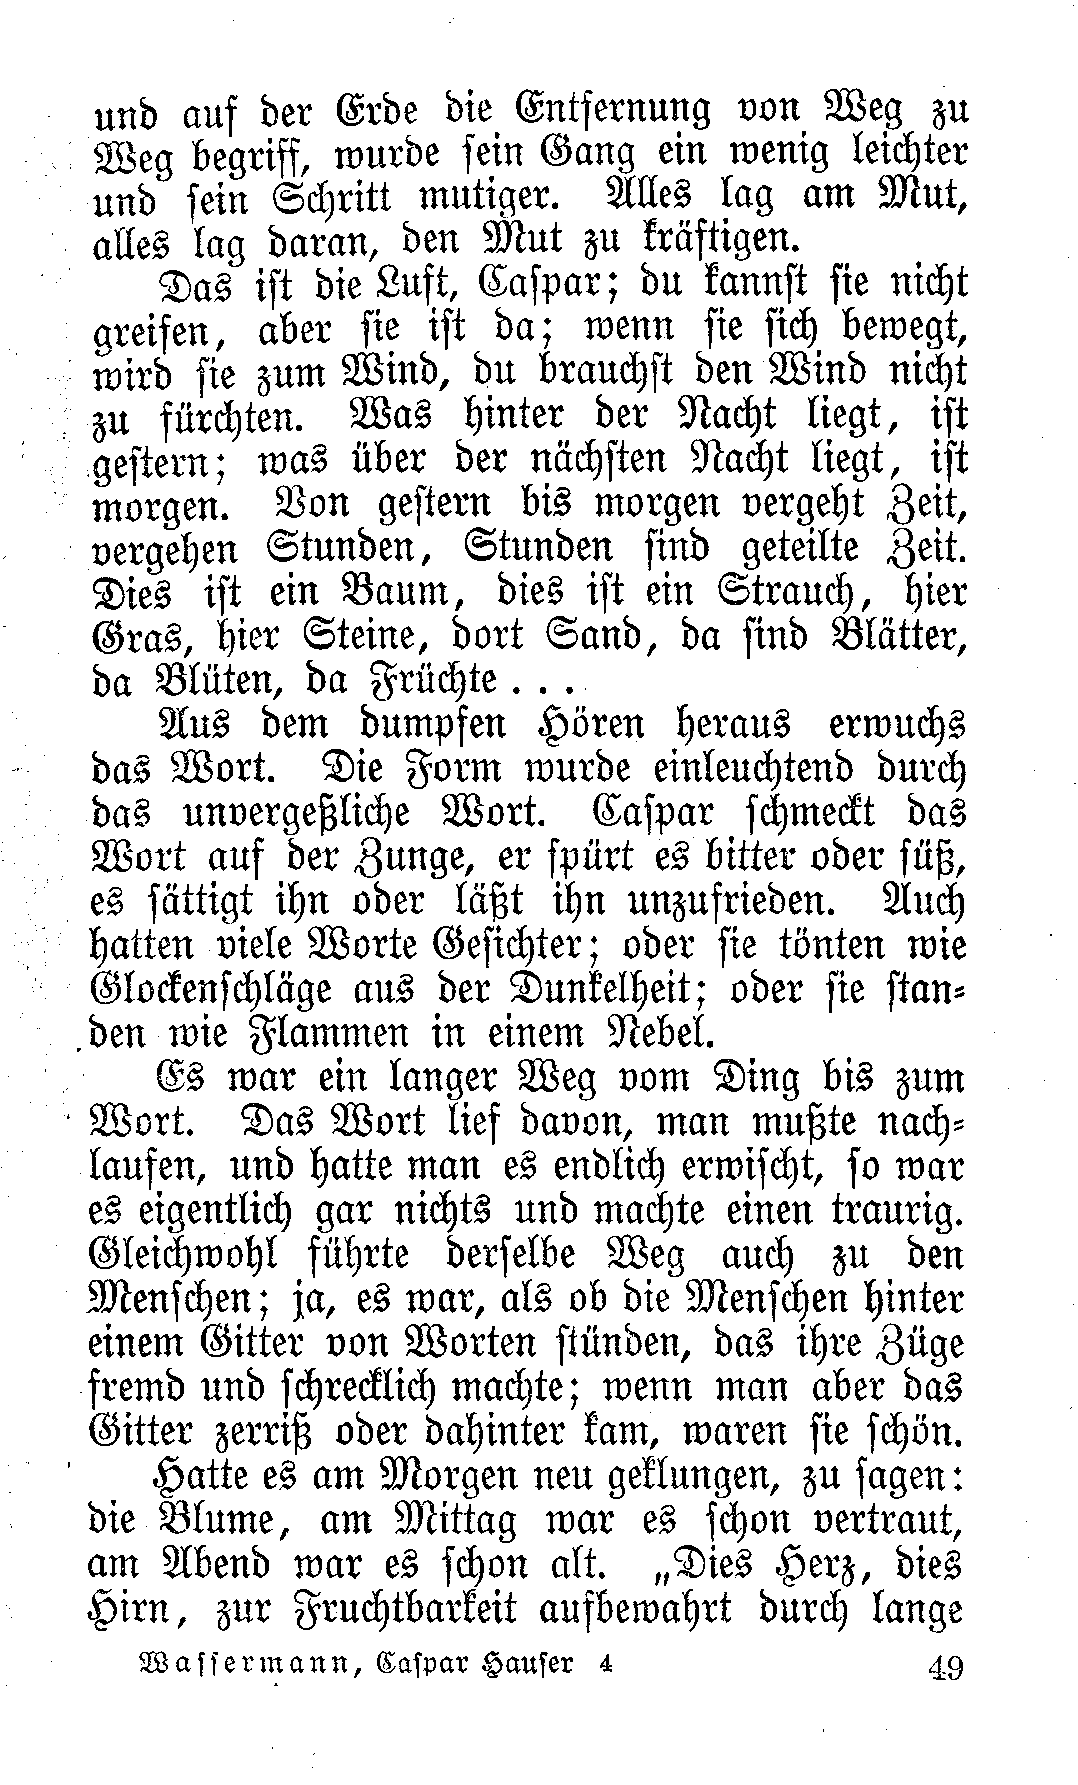 und auf der Erde die Entfernung von Weg zu
Weg begriff, wurde sein Gang ein wenig leichter
und sein Schritt mutiger. Alles lag am Mut,
alles lag daran, den Mut zu kräftigen.
Das ist die Luft, Caspar; du kannst sie nicht
greifen, aber sie ist da; wenn sie sich bewegt,
wird sie zum Wind, du brauchst den Wind nicht
zu fürchten. Was hinter der Nacht liegt, ist
gestern; was über der nächsten Nacht liegt, ist
morgen. Von gestern bis morgen vergeht Zeit,
vergehen Stunden, Stunden sind geteilte Zeit.
Dies ist ein Baum, dies ist ein Strauch, hier
Gras, hier Steine, dort Sand, da sind Blätter,
da Blüten, da Früchte . . .
Aus dem dumpfen Hören heraus erwuchs
das Wort. Die Form wurde einleuchtend durch
das unvergeßliche Wort. Caspar schmeckt das
Wort auf der Zunge, er spürt es bitter oder süß,
es sättigt ihn oder läßt ihn unzufrieden. Auch
hatten viele Worte Gesichter; oder sie tönten wie
Glockenschläge aus der Dunkelheit; oder sie stan-
den wie Flammen in einem Nebel.
Es war ein langer Weg vom Ding bis zum
Wort. Das Wort lief davon, man mußte nach-
laufen, und hatte man es endlich erwischt, so war
es eigentlich gar nichts und machte einen traurig.
Gleichwohl führte derselbe Weg auch zu den
Menschen; ja, es war, als ob die Menschen hinter
einem Gitter von Worten stünden, das ihre Züge
fremd und schrecklich machte; wenn man aber das
Gitter zerriß oder dahinter kam, waren sie schön.
Hatte es am Morgen neu geklungen, zu sagen:
die Blume, am Mittag war es schon vertraut,
am Abend war es schon alt. „Dies Herz, dies
Hirn, zur Fruchtbarkeit aufbewahrt durch lange
Wassermann, Caspar Hauser 4
49